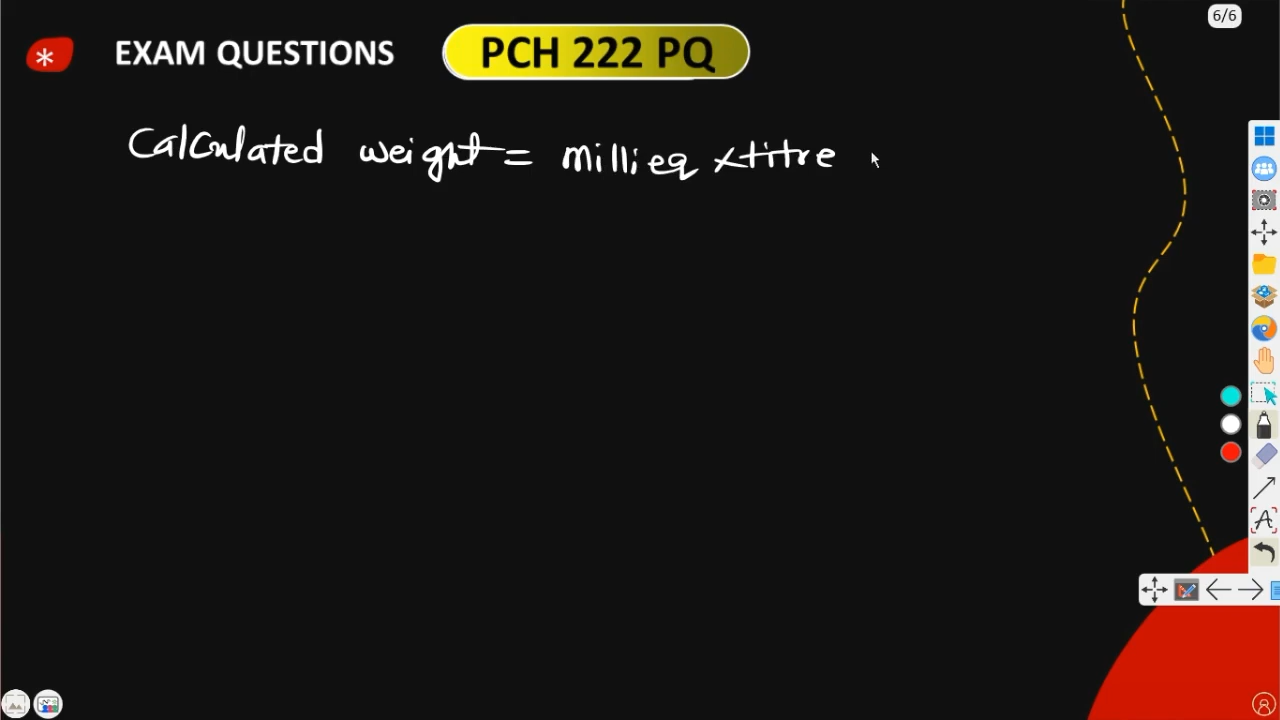 6/6
* EXAM QUESTIONS PCH 222 PQ
Calculated weight = millieq x titre